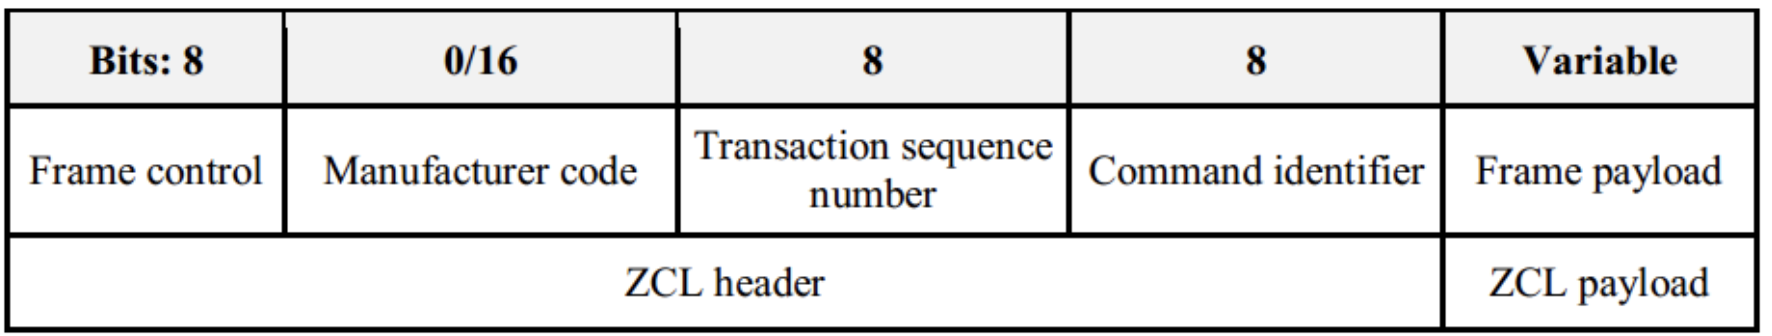 Bits: 8 0/16 8 8 Variable
Frame control Manufacturer code Transaction sequence number Command identifier Frame payload
ZCL header ZCL payload